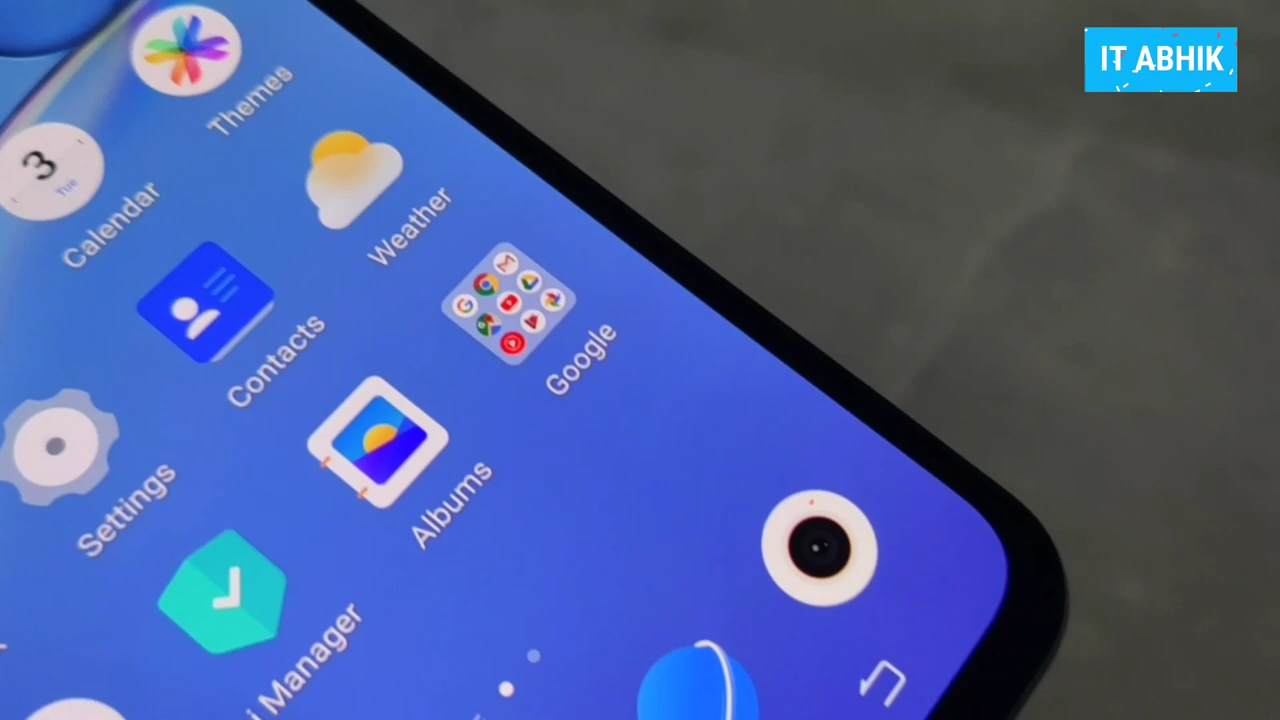 IT ABHIK
Themes
3
Tue
Calendar
Weather
Contacts
Google
Settings
Albums
i Manager